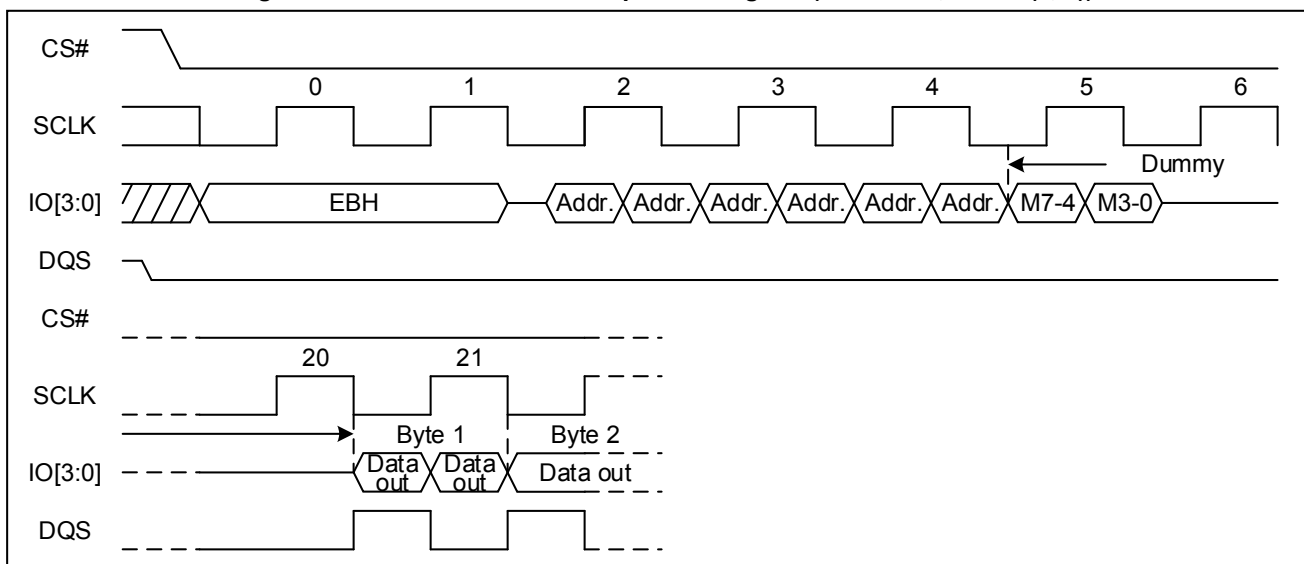 CS#
0 1 2 3 4 5 6
SCLK
Dummy
IO[3:0] EBH Addr. Addr. Addr. Addr. Addr. Addr. M7-4 M3-0
DQS
CS#
20 21
SCLK
Byte 1 Byte 2
IO[3:0] Data out Data out Data out
DQS